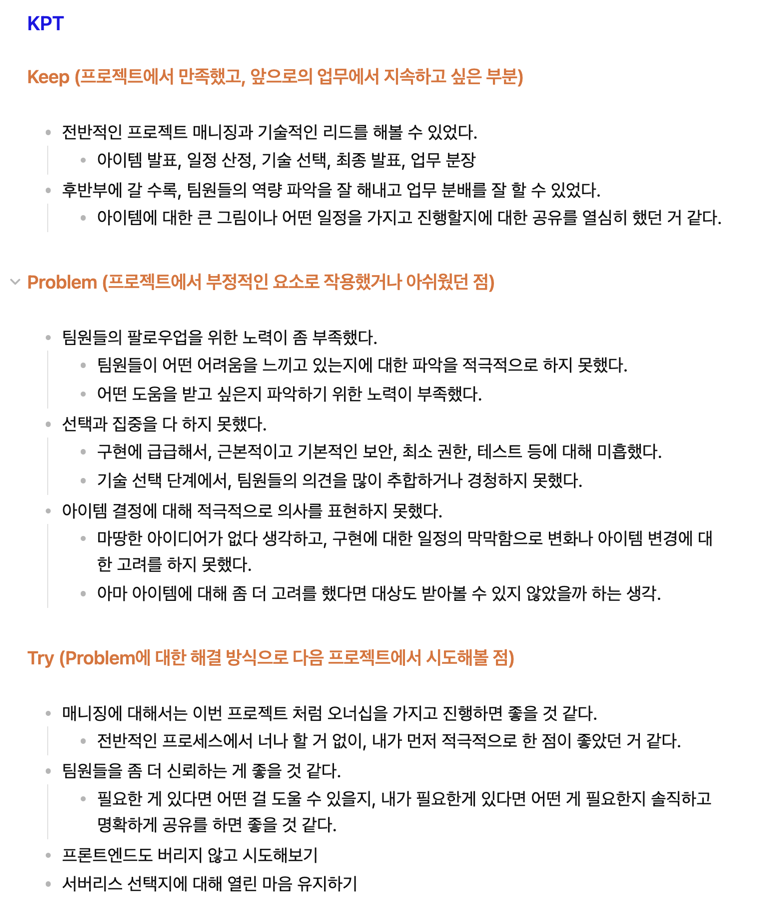 KPT
Keep (프로젝트에서 만족했고, 앞으로의 업무에서 지속하고 싶은 부분)
전반적인 프로젝트 매니징과 기술적인 리드를 해볼 수 있었다.
아이템 발표, 일정 산정, 기술 선택, 최종 발표, 업무 분장
후반부에 갈 수록, 팀원들의 역량 파악을 잘 해내고 업무 분배를 잘 할 수 있었다.
아이템에 대한 큰 그림이나 어떤 일정을 가지고 진행할지에 대한 공유를 열심히 했던 거 같다.
Problem (프로젝트에서 부정적인 요소로 작용했거나 아쉬웠던 점)
팀원들의 팔로우업을 위한 노력이 좀 부족했다.
팀원들이 어떤 어려움을 느끼고 있는지에 대한 파악을 적극적으로 하지 못했다.
어떤 도움을 받고 싶은지 파악하기 위한 노력이 부족했다.
선택과 집중을 다 하지 못했다.
구현에 급급해서, 근본적이고 기본적인 보안, 최소 권한, 테스트 등에 대해 미흡했다.
기술 선택 단계에서, 팀원들의 의견을 많이 추합하거나 경청하지 못했다.
아이템 결정에 대해 적극적으로 의사를 표현하지 못했다.
마땅한 아이디어가 없다 생각하고, 구현에 대한 일정의 막막함으로 변화나 아이템 변경에 대
한 고려를 하지 못했다.
아마 아이템에 대해 좀 더 고려를 했다면 대상도 받아볼 수 있지 않았을까 하는 생각.
Try (Problem에 대한 해결 방식으로 다음 프로젝트에서 시도해볼 점)
매니징에 대해서는 이번 프로젝트 처럼 오너십을 가지고 진행하면 좋을 것 같다.
전반적인 프로세스에서 너나 할 거 없이, 내가 먼저 적극적으로 한 점이 좋았던 거 같다.
팀원들을 좀 더 신뢰하는 게 좋을 것 같다.
필요한 게 있다면 어떤 걸 도울 수 있을지, 내가 필요한게 있다면 어떤 게 필요한지 솔직하고
명확하게 공유를 하면 좋을 것 같다.
프론트엔드도 버리지 않고 시도해보기
서버리스 선택지에 대해 열린 마음 유지하기